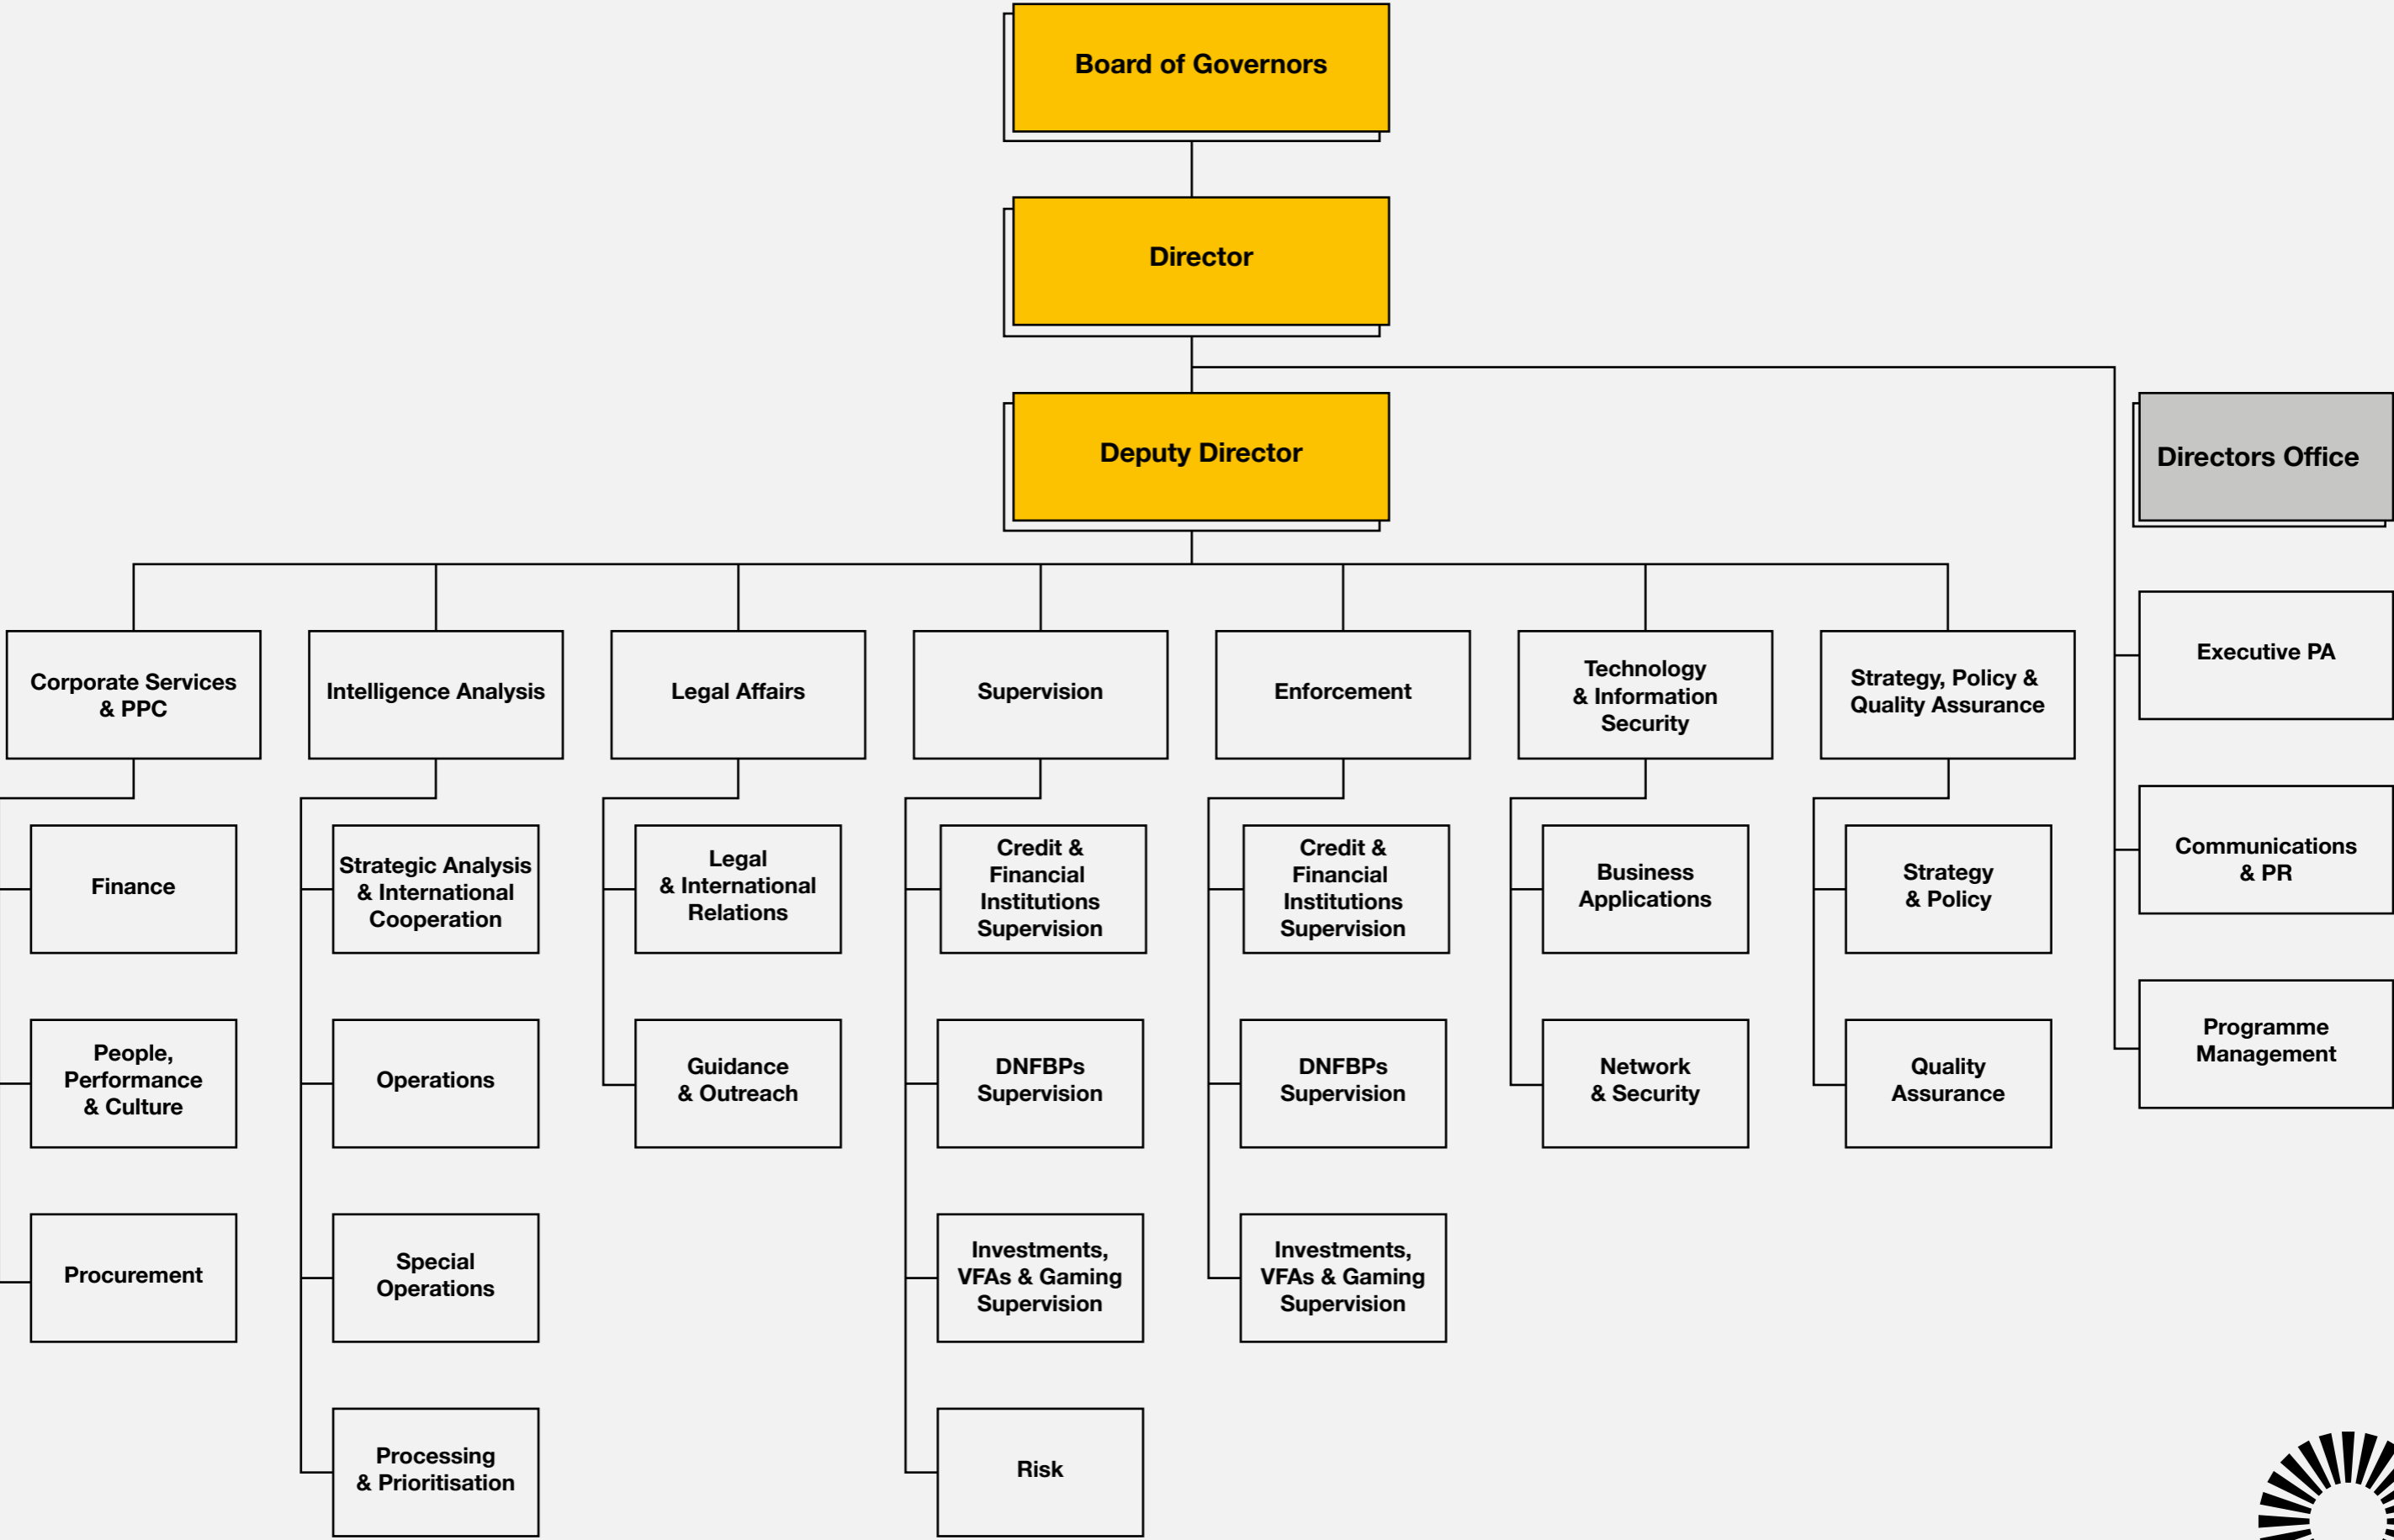 Board of Governors
Director
Deputy Director
Directors Office
Executive PA
Communications
& PR
Programme
Management
Corporate Services
& PPC
Finance
People,
Performance
& Culture
Procurement
Intelligence Analysis
Strategic Analysis
& International
Cooperation
Operations
Special
Operations
Processing
& Prioritisation
Legal Affairs
Legal
& International
Relations
Guidance
& Outreach
Supervision
Credit &
Financial
Institutions
Supervision
DNFBPs
Supervision
Investments,
VFAs & Gaming
Supervision
Risk
Enforcement
Credit &
Financial
Institutions
Supervision
DNFBPs
Supervision
Investments,
VFAs & Gaming
Supervision
Technology
& Information
Security
Business
Applications
Network
& Security
Strategy, Policy &
Quality Assurance
Strategy
& Policy
Quality
Assurance